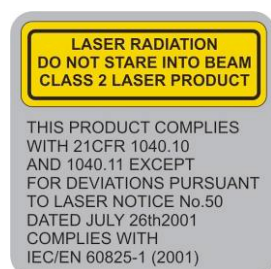 LASER RADIATION
DO NOT STARE INTO BEAM
CLASS 2 LASER PRODUCT
THIS PRODUCT COMPLIES
WITH 21CFR 1040.10
AND 1040.11 EXCEPT
FOR DEVIATIONS PURSUANT
TO LASER NOTICE No.50
DATED JULY 26th2001
COMPLIES WITH
IEC/EN 60825-1 (2001)